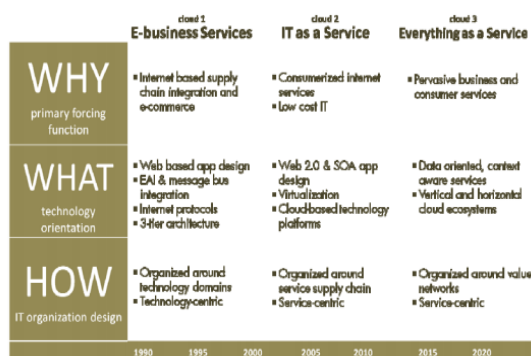 cloud 1
E-business Services
cloud 2
IT as a Service
cloud 3
Everything as a Service
WHY
primary forcing
function
▪ Internet based supply
chain integration and
e-commerce
▪ Consumerized internet
services
▪ Low cost IT
▪ Pervasive business and
consumer services
WHAT
technology
orientation
▪ Web based app design
▪ EAI & message bus
integration
▪ Internet protocols
▪ 3-tier architecture
▪ Web 2.0 & SOA app
design
▪ Virtualization
▪ Cloud-based technology
platforms
▪ Data oriented, context
aware services
▪ Vertical and horizontal
cloud ecosystems
HOW
IT organization design
▪ Organized around
technology domains
▪ Technology-centric
▪ Organized around
service supply chain
▪ Service-centric
▪ Organized around value
networks
▪ Service-centric
1990 1995 2000 2005 2010 2015 2020